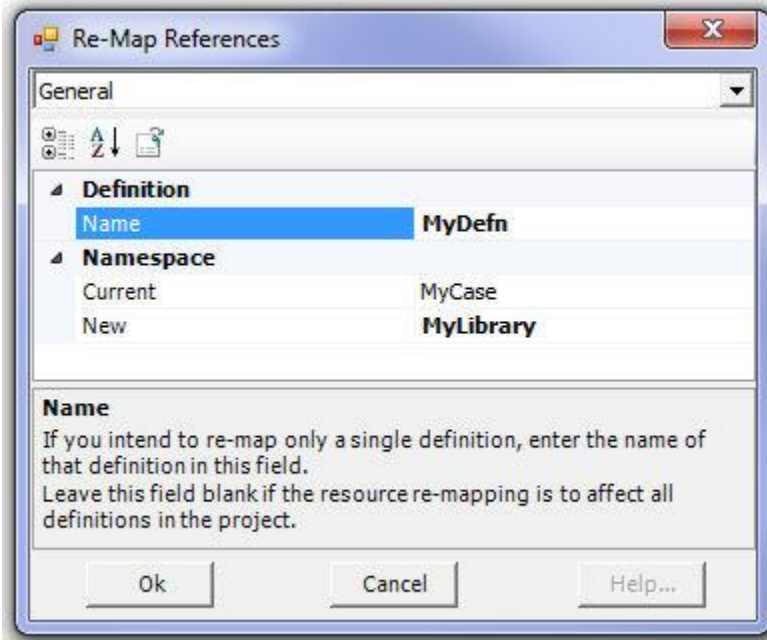 Re-Map References
General
Definition
Name MyDefn
Namespace
Current MyCase
New MyLibrary
Name
If you intend to re-map only a single definition, enter the name of
that definition in this field.
Leave this field blank if the resource re-mapping is to affect all
definitions in the project.
Ok Cancel Help...